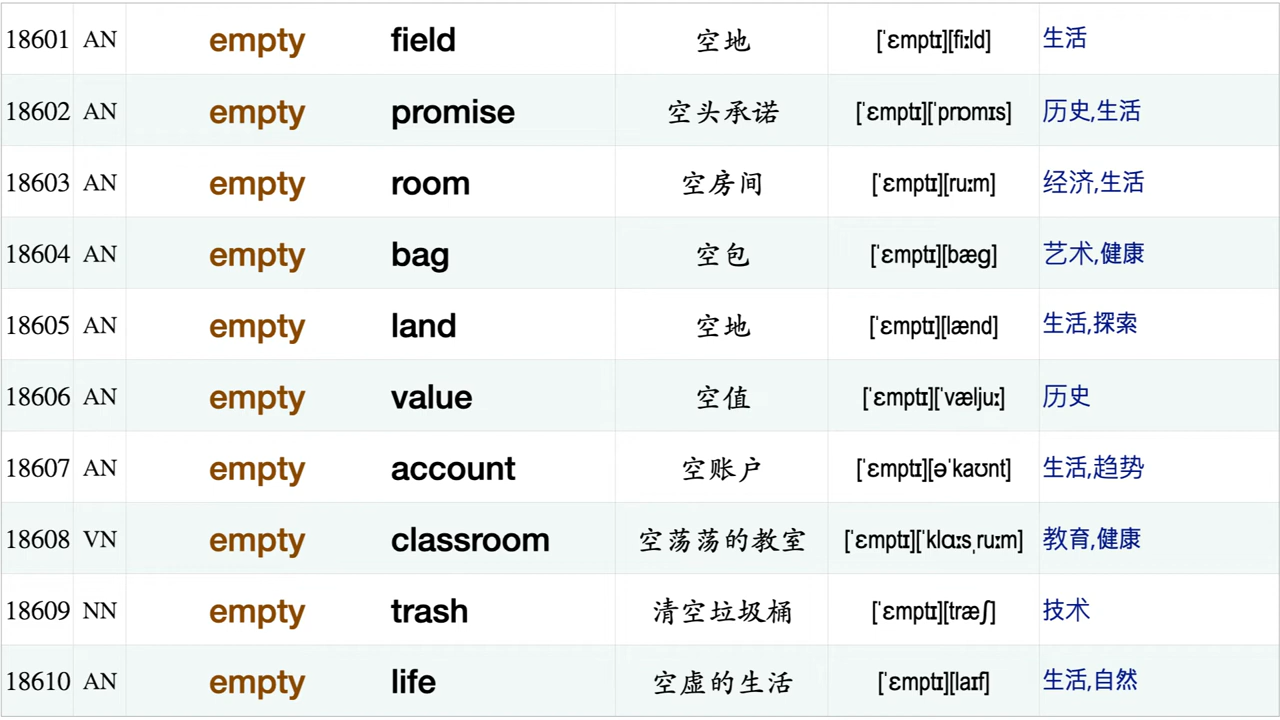 18601 AN empty field 空地 [ˈɛmptɪ][fiːld] 生活
18602 AN empty promise 空头承诺 [ˈɛmptɪ][ˈprɒmɪs] 历史,生活
18603 AN empty room 空房间 [ˈɛmptɪ][ruːm] 经济,生活
18604 AN empty bag 空包 [ˈɛmptɪ][bæɡ] 艺术,健康
18605 AN empty land 空地 [ˈɛmptɪ][lænd] 生活,探索
18606 AN empty value 空值 [ˈɛmptɪ][ˈvæljuː] 历史
18607 AN empty account 空账户 [ˈɛmptɪ][əˈkaʊnt] 生活,趋势
18608 VN empty classroom 空荡荡的教室 [ˈɛmptɪ][ˈklɑːsˌruːm] 教育,健康
18609 NN empty trash 清空垃圾桶 [ˈɛmptɪ][træʃ] 技术
18610 AN empty life 空虚的生活 [ˈɛmptɪ][laɪf] 生活,自然